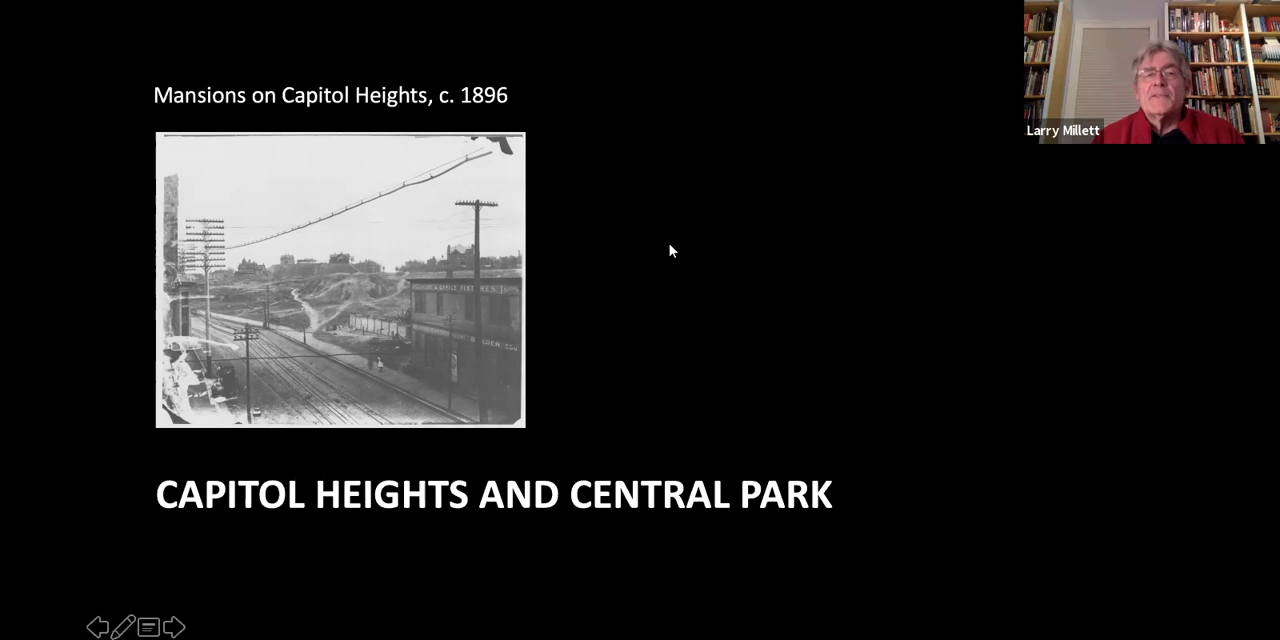 Mansions on Capitol Heights, c. 1896
Larry Millett
CAPITOL HEIGHTS AND CENTRAL PARK